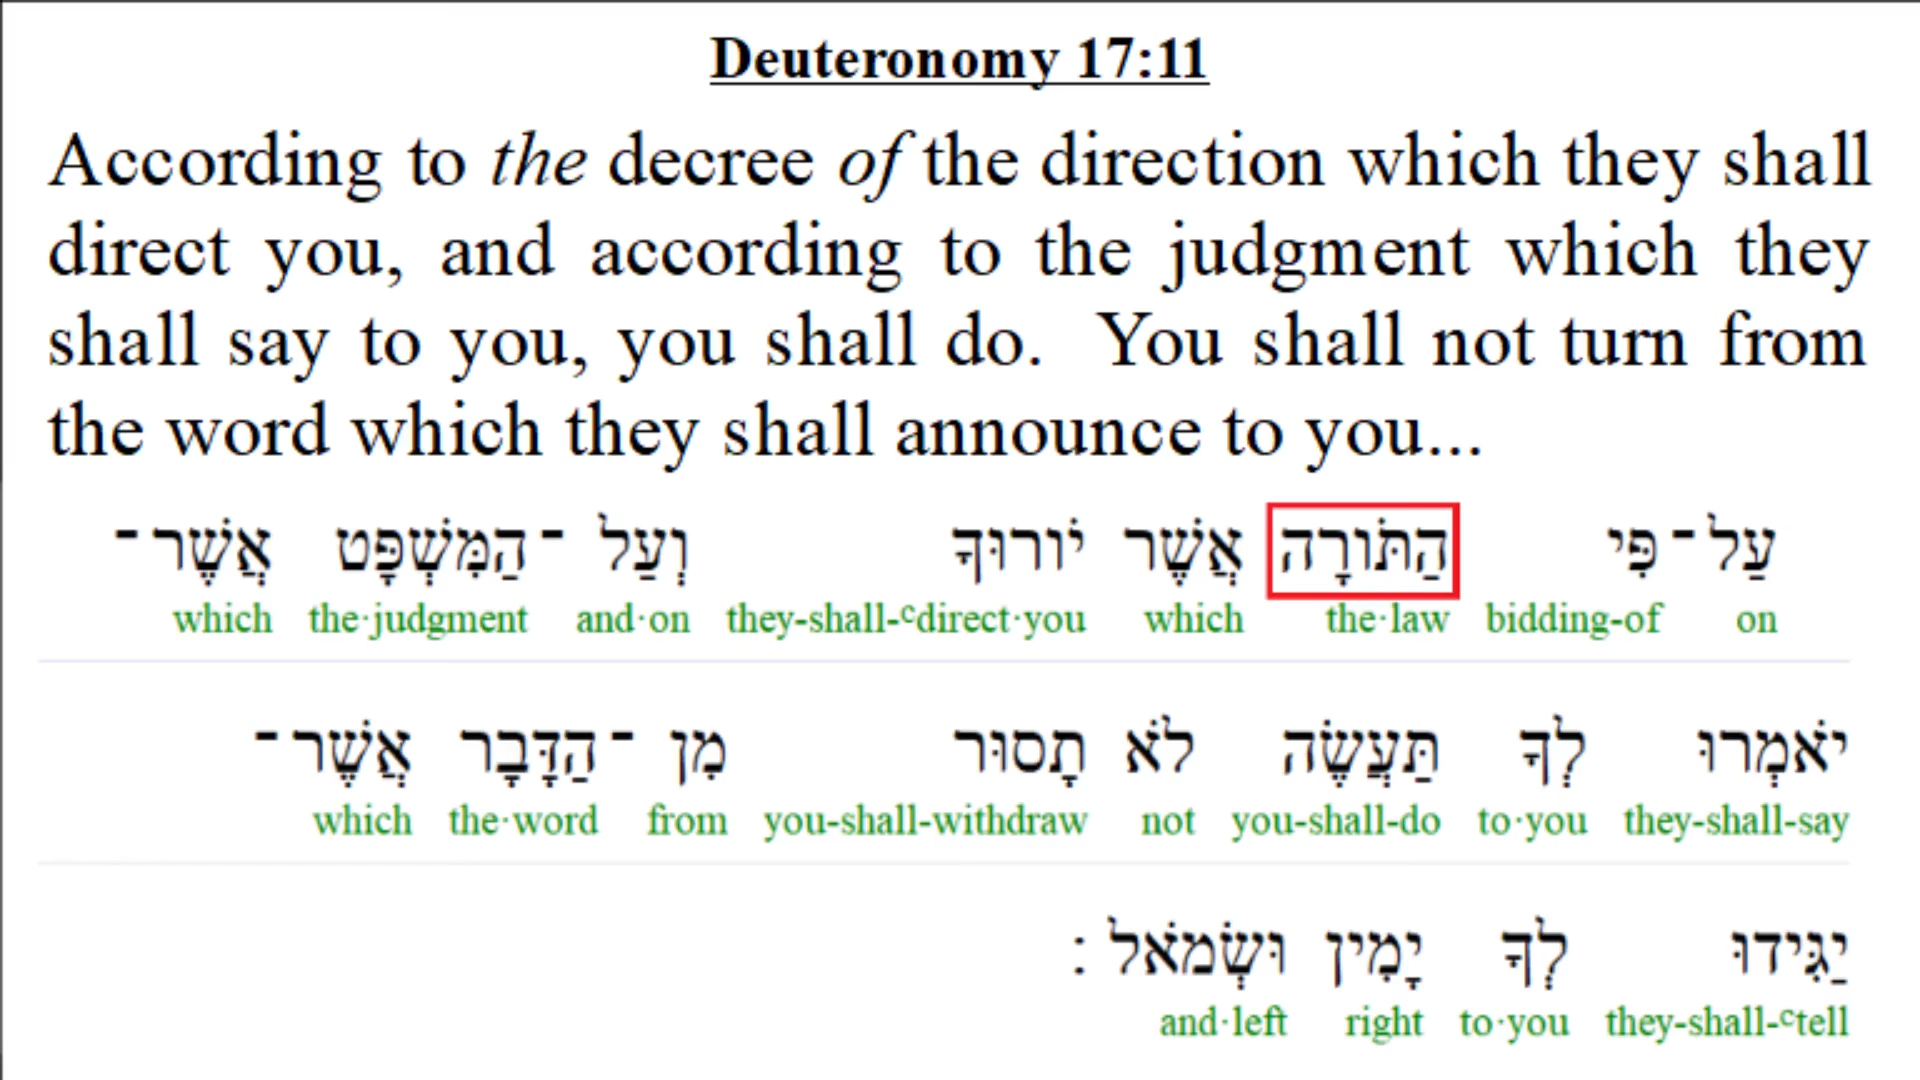 Deuteronomy 17:11
According to the decree of the direction which they shall
direct you, and according to the judgment which they
shall say to you, you shall do. You shall not turn from
the word which they shall announce to you...
עַל־פִּי הַתֹּורָה אֲשֶׁר יֹורוּךָ וְעַל־הַמִּשְׁפָּט אֲשֶׁר־
on bidding-of the·law which they-shall-ᶜdirect·you and·on the·judgment which
יֹאמְרוּ לְךָ תַּעֲשֶׂה לֹא תָסוּר מִן־הַדָּבָר אֲשֶׁר־
they-shall-say to·you you-shall-do not you-shall-withdraw from the·word which
יַגִּידוּ לְךָ יָמִין וּשְׂמֹאל :
they-shall-ᶜtell to·you right and·left